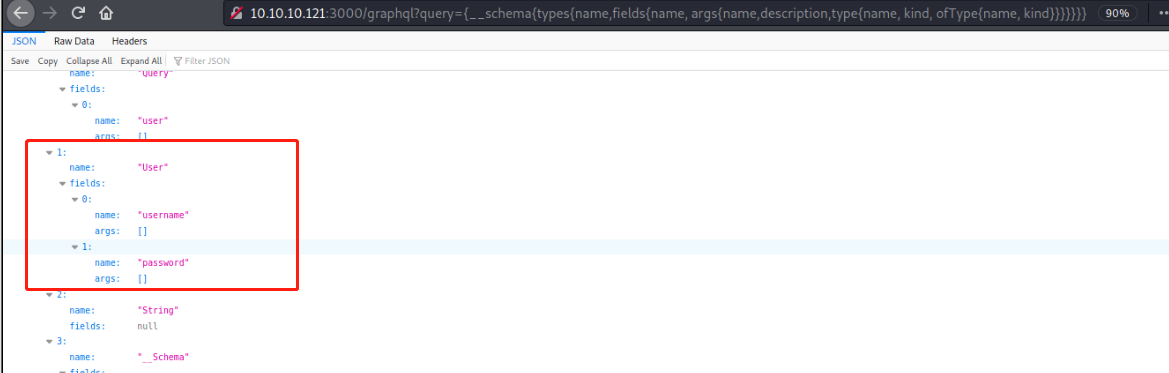 10.10.10.121:3000/graphql?query={__schema{types{name,fields{name, args{name,description,type{name, kind, ofType{name, kind}}}}}}} 90%
JSON Raw Data Headers
Save Copy Collapse All Expand All Filter JSON
name: "Query"
fields:
0:
name: "user"
args: []
1:
name: "User"
fields:
0:
name: "username"
args: []
1:
name: "password"
args: []
2:
name: "String"
fields: null
3:
name: "__Schema"
fields: